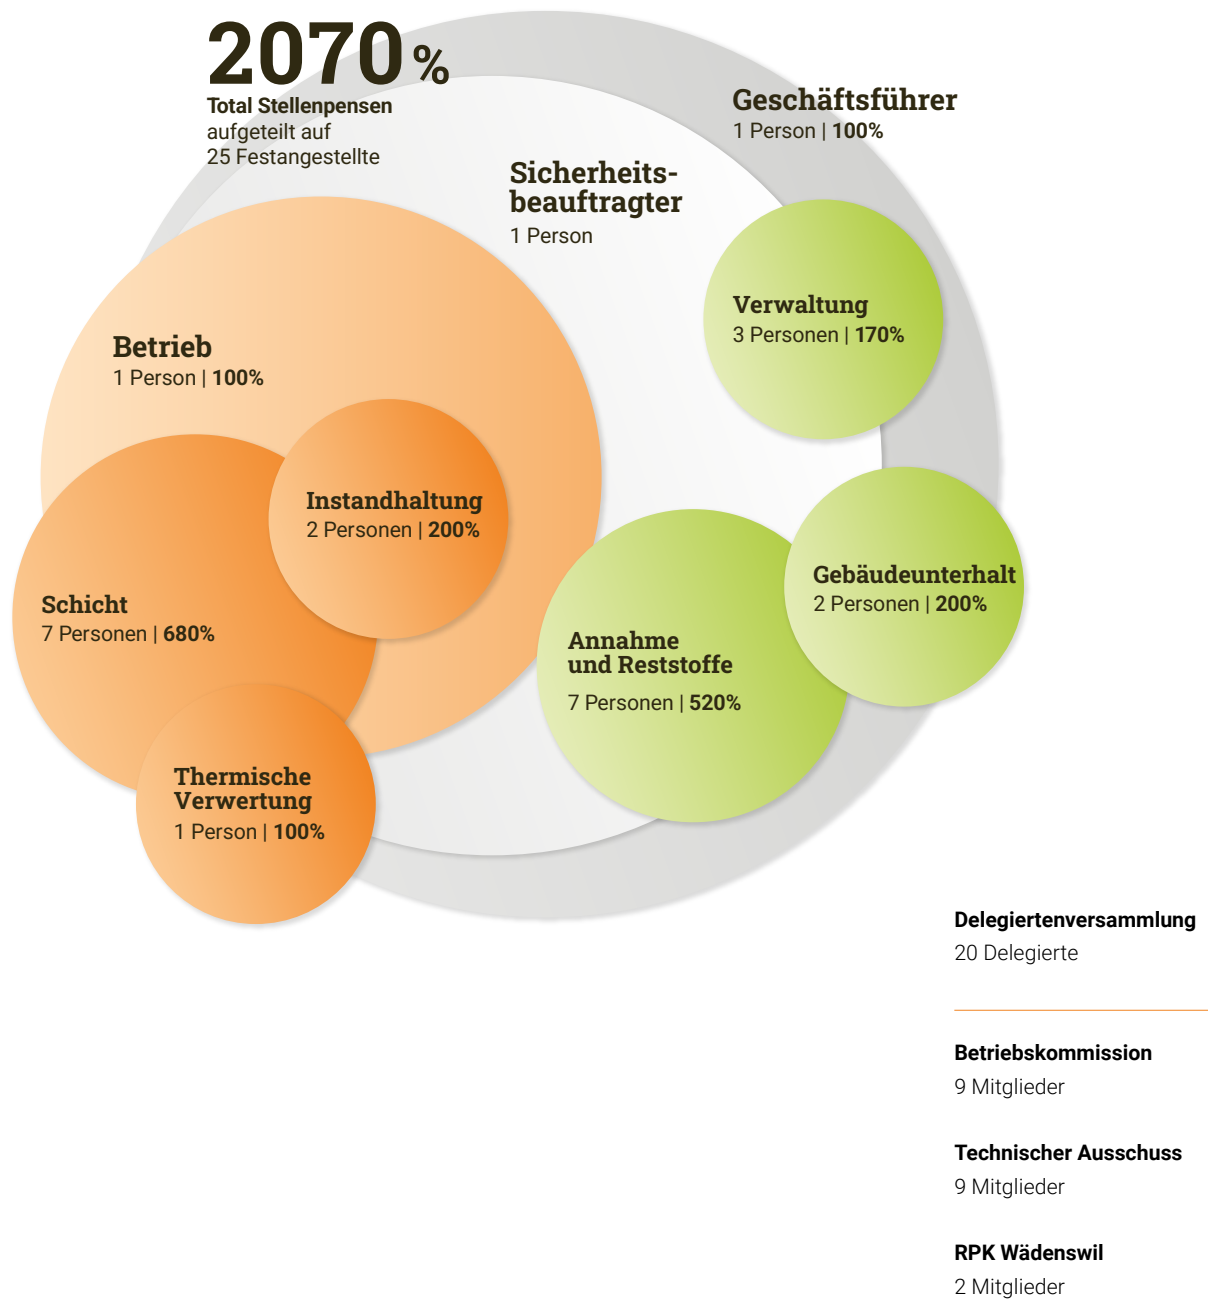 2070 %
Total Stellenpensen
aufgeteilt auf
25 Festangestellte
Geschäftsführer
1 Person | 100%
Sicherheits-
beauftragter
1 Person
Verwaltung
3 Personen | 170%
Betrieb
1 Person | 100%
Instandhaltung
2 Personen | 200%
Schicht
7 Personen | 680%
Gebäudeunterhalt
2 Personen | 200%
Annahme
und Reststoffe
7 Personen | 520%
Thermische
Verwertung
1 Person | 100%
Delegiertenversammlung
20 Delegierte
Betriebskommission
9 Mitglieder
Technischer Ausschuss
9 Mitglieder
RPK Wädenswil
2 Mitglieder